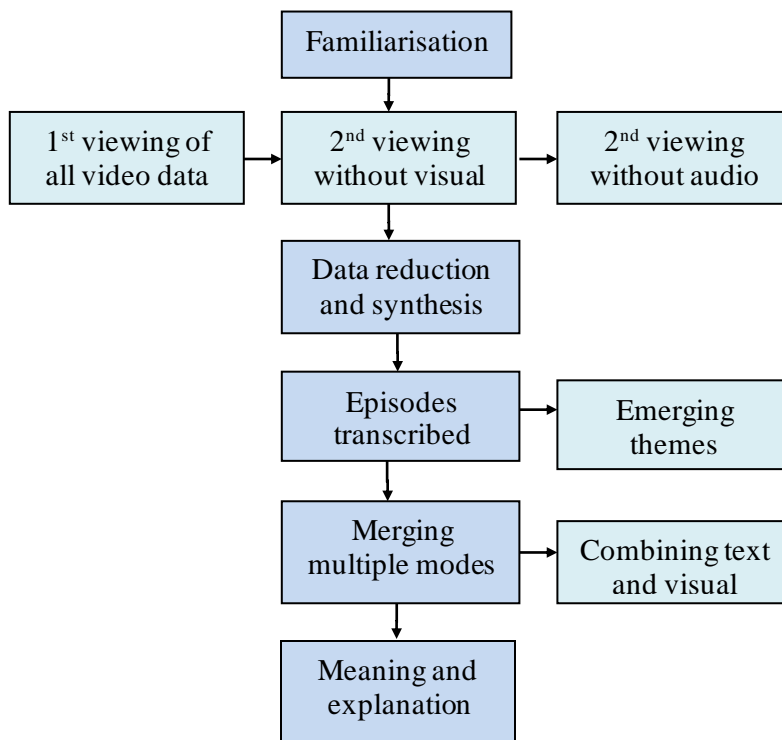 Familiarisation
1st viewing of
all video data
2nd viewing
without visual
2nd viewing
without audio
Data reduction
and synthesis
Episodes
transcribed
Emerging
themes
Merging
multiple modes
Combining text
and visual
Meaning and
explanation